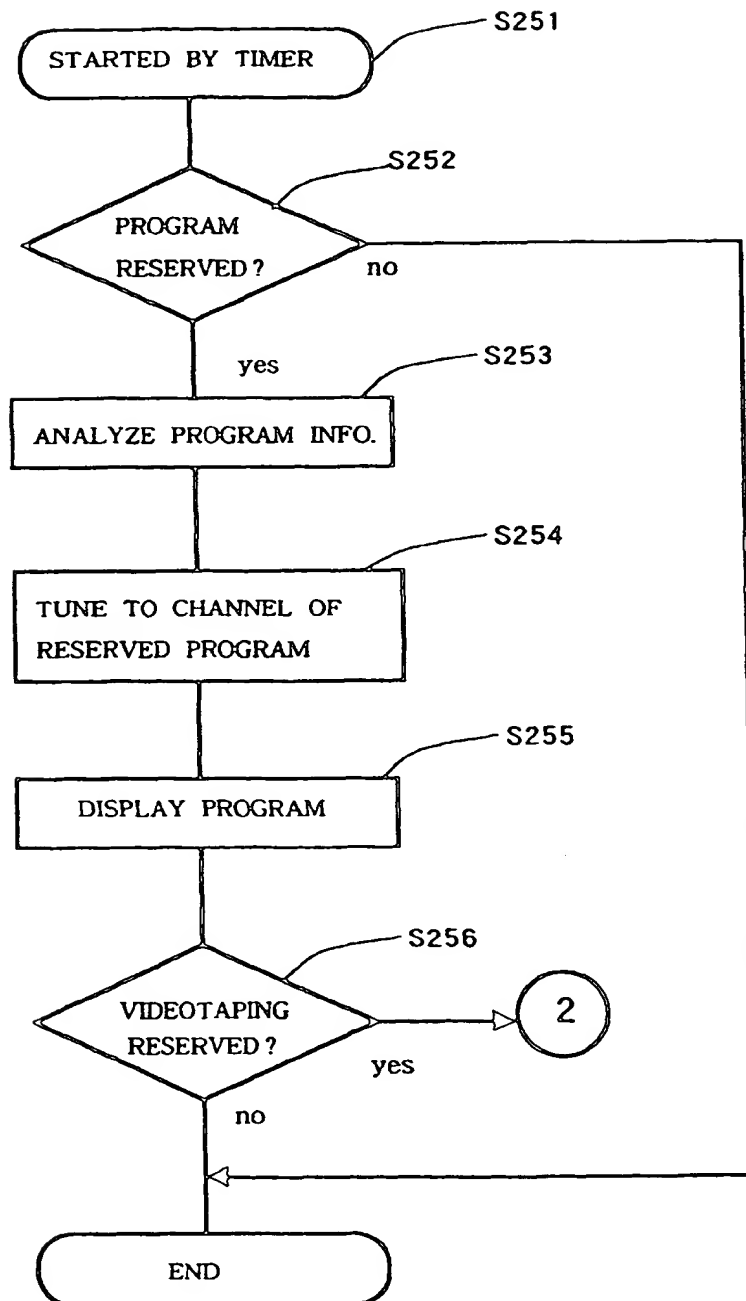 S251
STARTED BY TIMER
S252
PROGRAM
RESERVED?
no
yes
S253
ANALYZE PROGRAM INFO.
S254
TUNE TO CHANNEL OF
RESERVED PROGRAM
S255
DISPLAY PROGRAM
S256
VIDEOTAPING
RESERVED?
2
yes
no
END